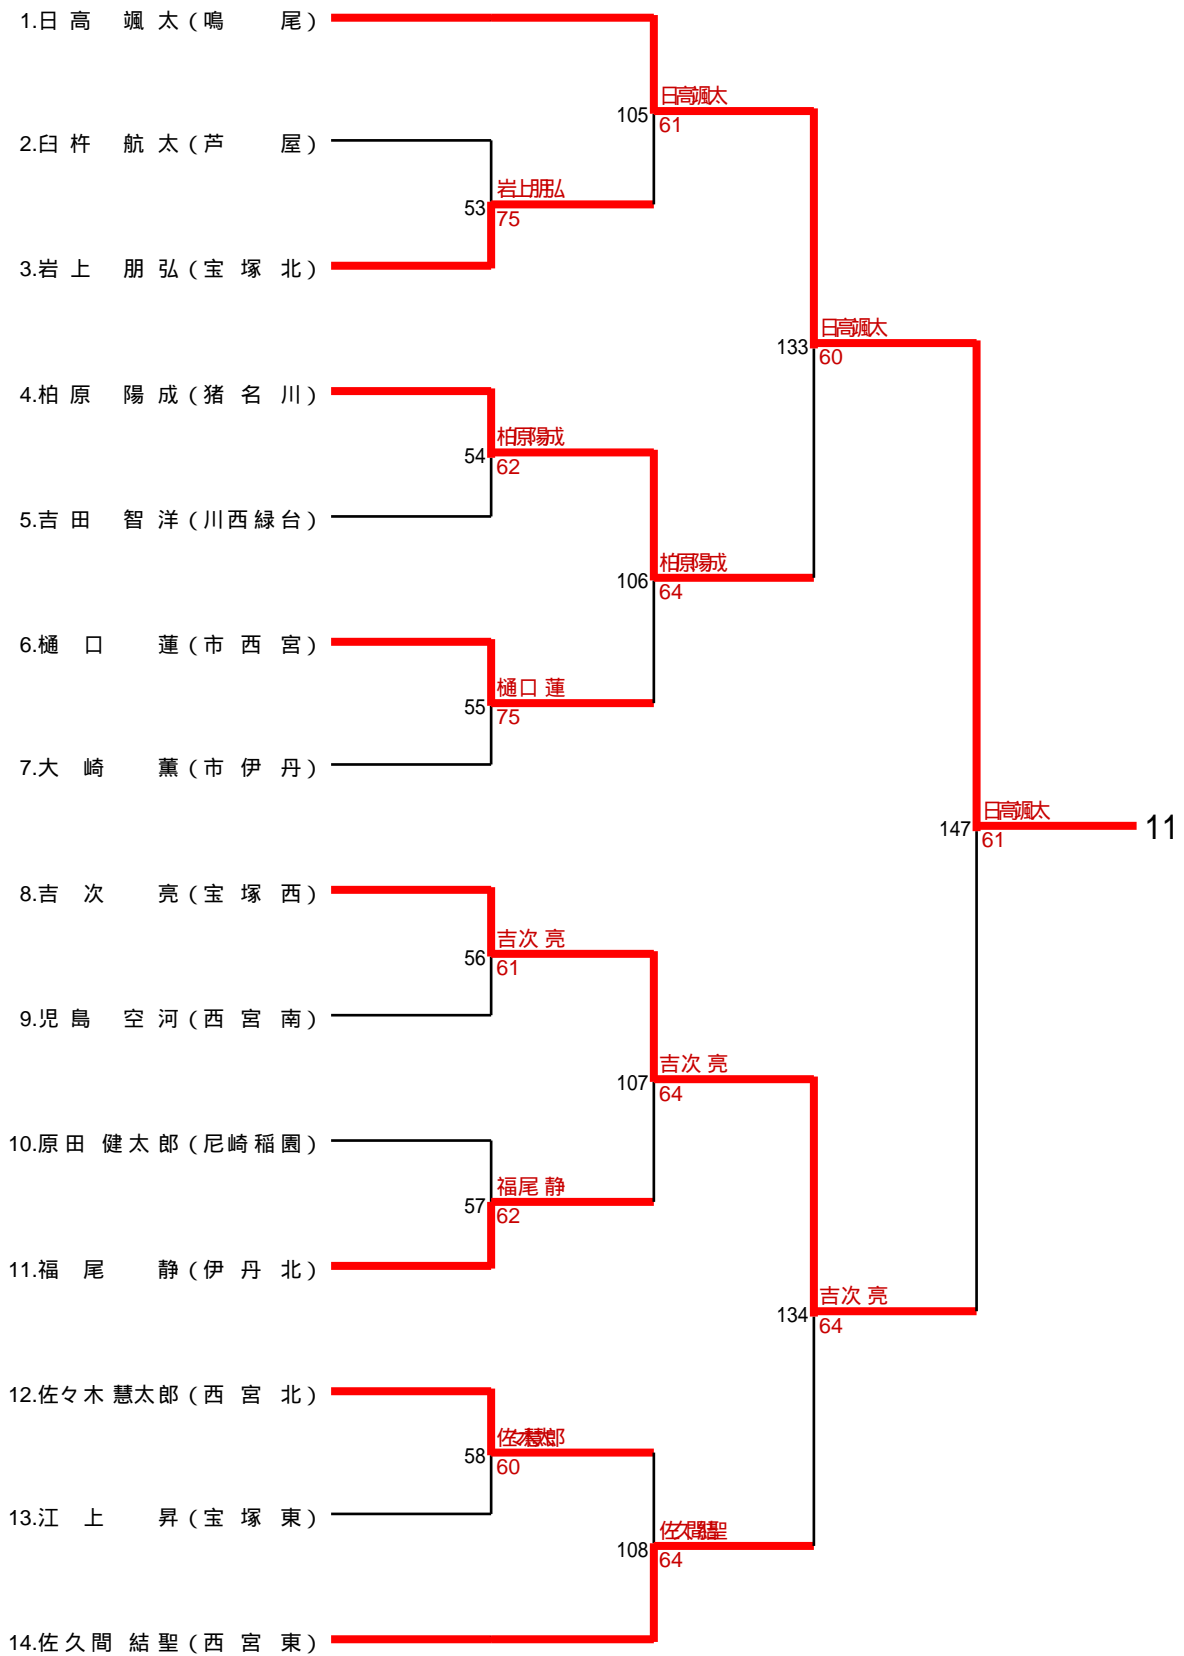 1.日高 颯太(鳴 尾)
日高颯太
105
61
2.臼杵 航太(芦 屋)
岩上朋弘
53
75
3.岩上 朋弘(宝塚北)
日高颯太
133
60
4.柏原 陽成(猪名川)
柏原陽成
54
62
5.吉田 智洋(川西緑台)
柏原陽成
106
64
6.樋口 蓮(市西宮)
樋口 蓮
55
75
7.大崎 薫(市伊丹)
日高颯太
147
61
11
8.吉次 亮(宝塚西)
吉次 亮
56
61
9.児島 空河(西宮南)
吉次 亮
107
64
10.原田 健太郎(尼崎稲園)
福尾 静
57
62
11.福尾 静(伊丹北)
吉次 亮
134
64
12.佐々木 慧太郎(西宮北)
佐々木慧太郎
58
60
13.江上 昇(宝塚東)
佐久間結聖
108
64
14.佐久間 結聖(西宮東)